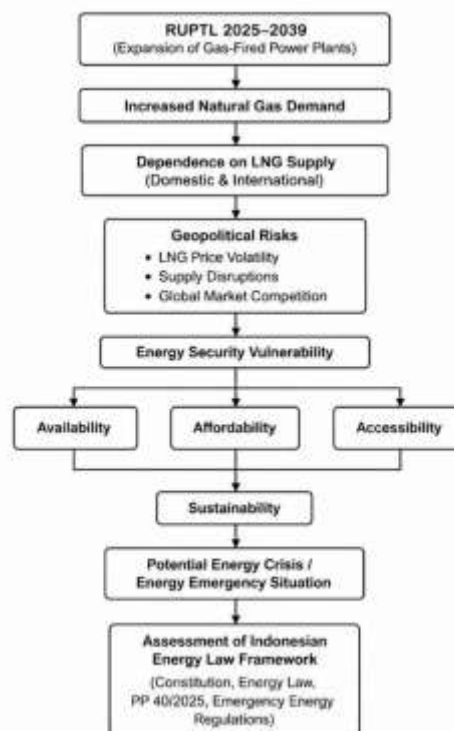 RUPTL 2025–2039
(Expansion of Gas-Fired Power Plants)
Increased Natural Gas Demand
Dependence on LNG Supply
(Domestic & International)
Geopolitical Risks
• LNG Price Volatility
• Supply Disruptions
• Global Market Competition
Energy Security Vulnerability
Availability
Affordability
Accessibility
Sustainability
Potential Energy Crisis /
Energy Emergency Situation
Assessment of Indonesian
Energy Law Framework
(Constitution, Energy Law,
PP 40/2025, Emergency Energy
Regulations)